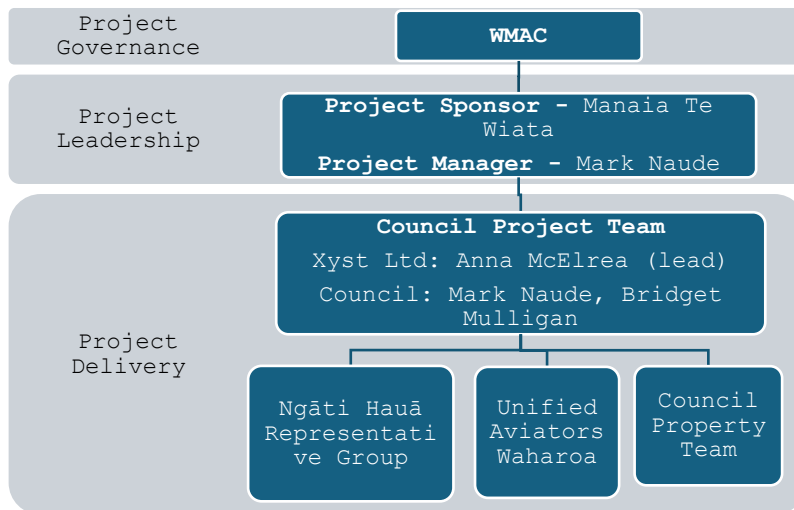 Project
Governance
WMAC
Project
Leadership
Project Sponsor - Manaia Te
Wiata
Project Manager - Mark Naude
Project
Delivery
Council Project Team
Xyst Ltd: Anna McElrea (lead)
Council: Mark Naude, Bridget
Mulligan
Ngāti Hauā
Representati
ve Group
Unified
Aviators
Waharoa
Council
Property
Team